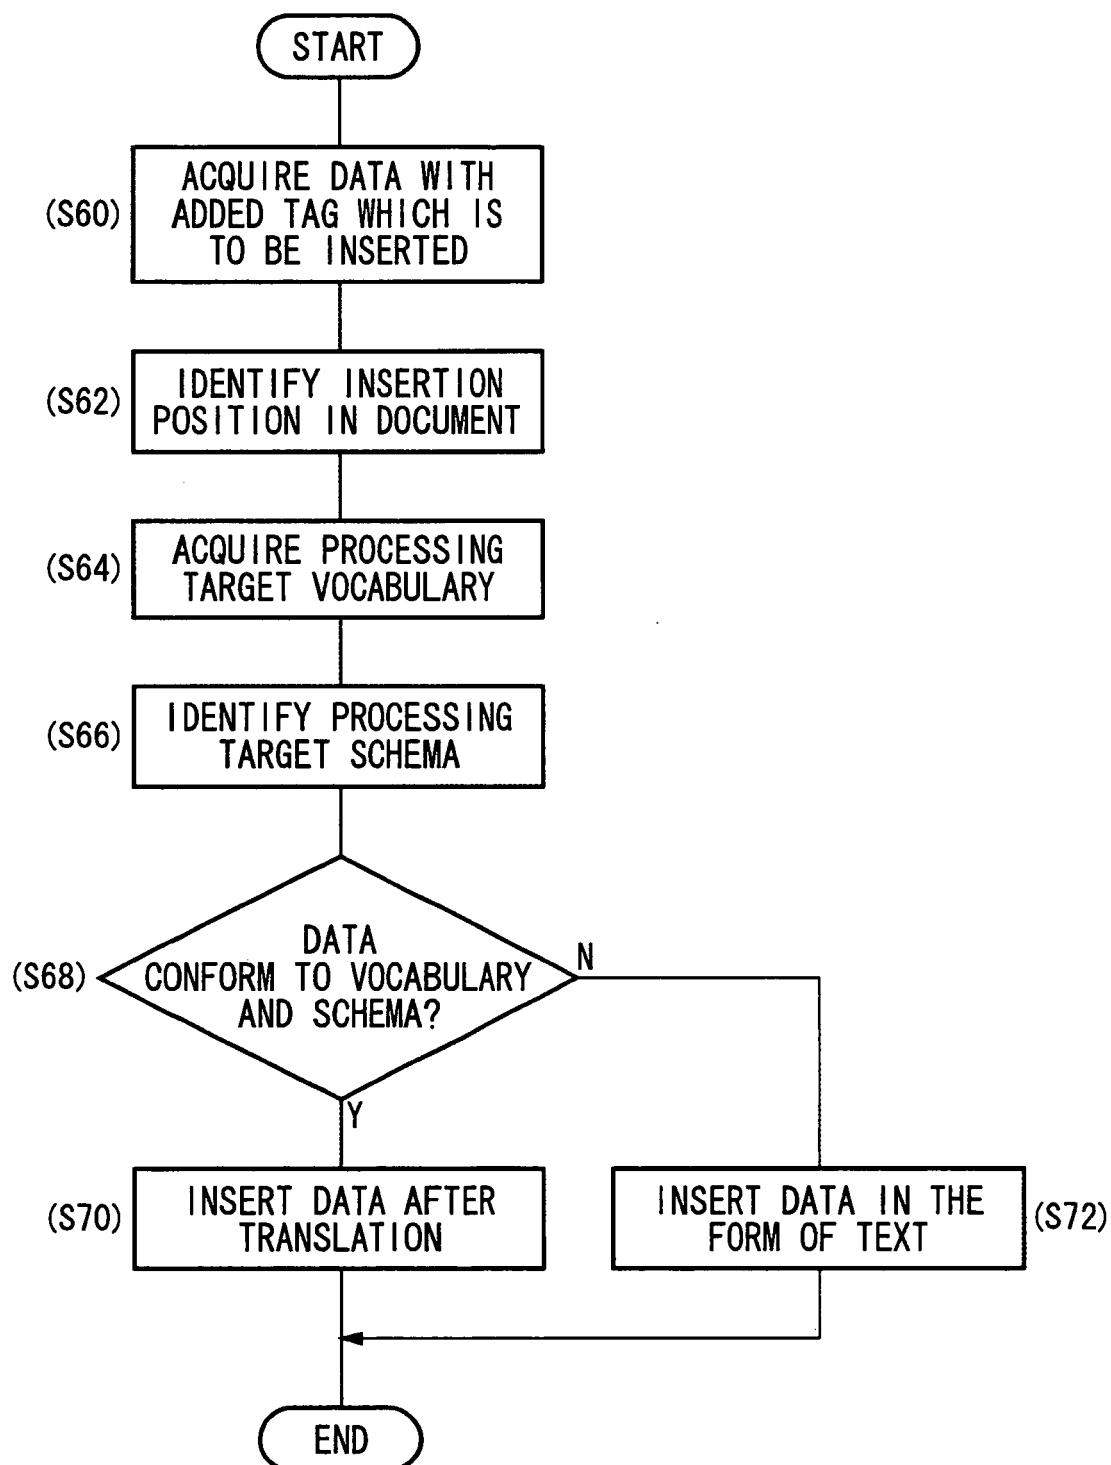 START
(S60)
ACQUIRE DATA WITH
ADDED TAG WHICH IS
TO BE INSERTED
(S62)
IDENTIFY INSERTION
POSITION IN DOCUMENT
(S64)
ACQUIRE PROCESSING
TARGET VOCABULARY
(S66)
IDENTIFY PROCESSING
TARGET SCHEMA
(S68)
DATA
CONFORM TO VOCABULARY
AND SCHEMA?
N
Y
(S70)
INSERT DATA AFTER
TRANSLATION
INSERT DATA IN THE
FORM OF TEXT
(S72)
END